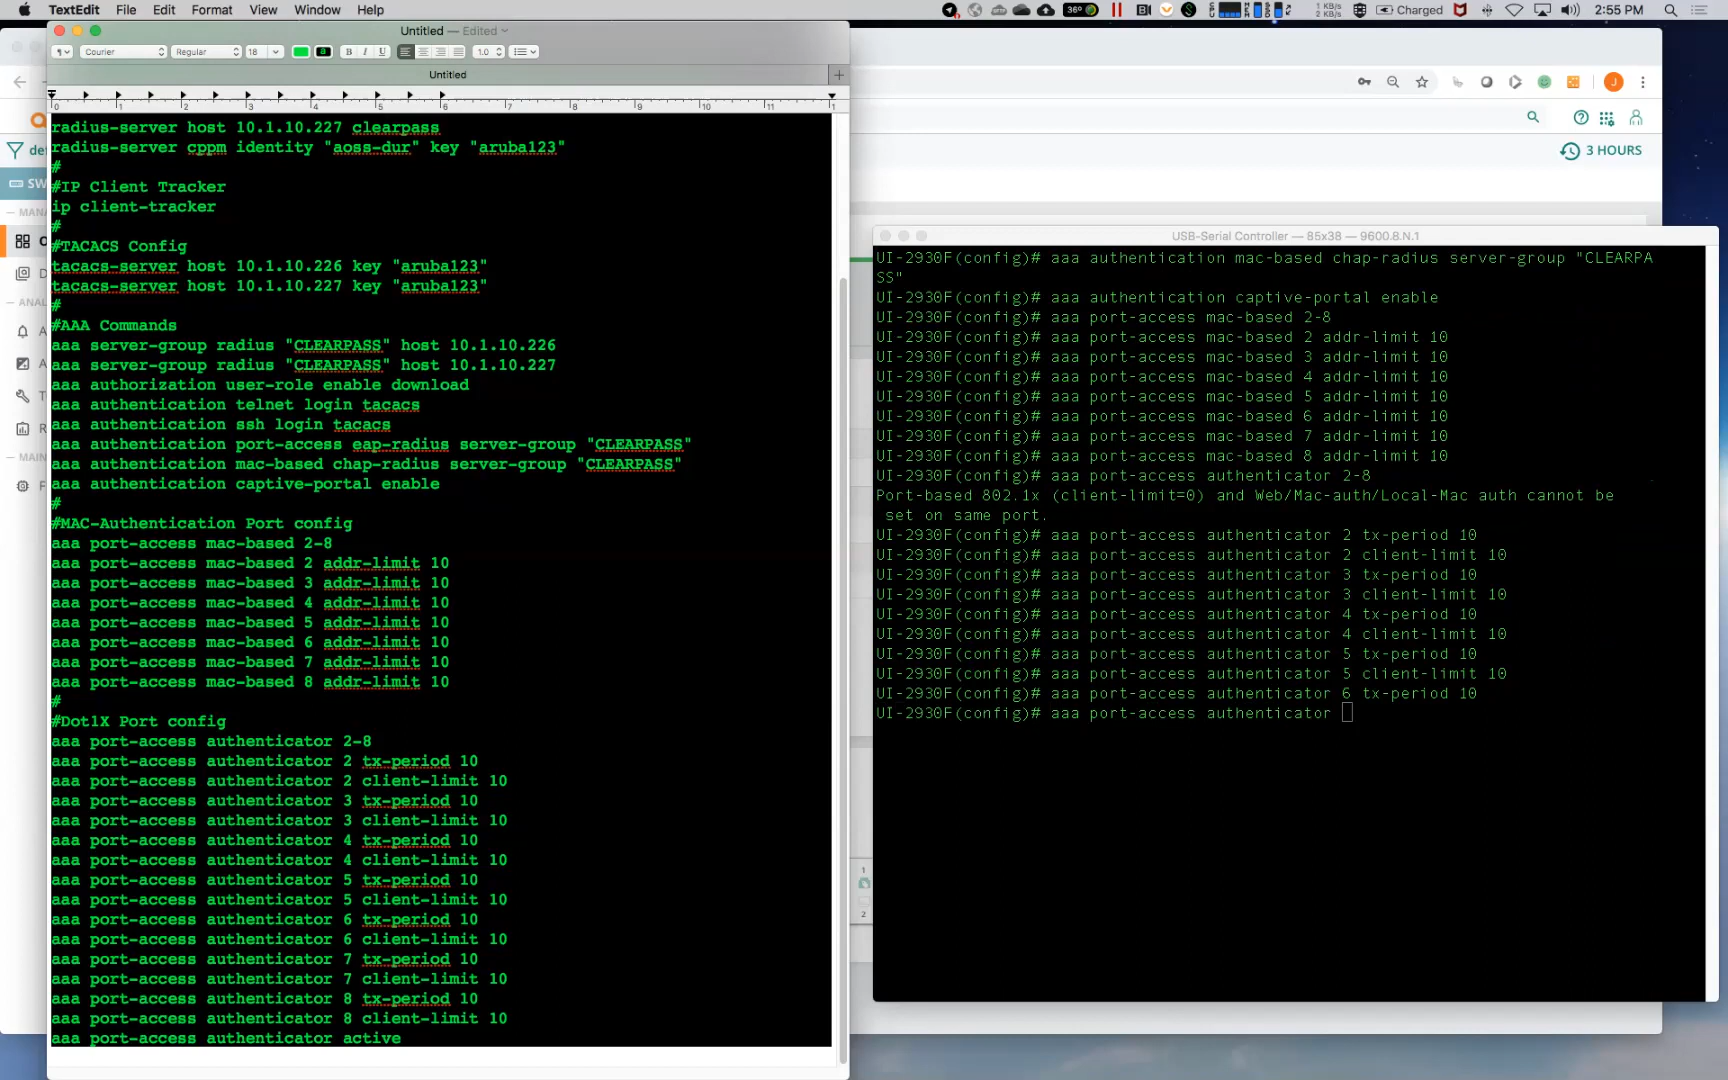 TextEdit File Edit Format View Window Help
36° 1 KB/s 2 KB/s Charged 2:55 PM
Untitled — Edited
Courier Regular 18 a B I U 1.0
Untitled
0 1 2 3 4 5 6 7 8 9 10 11
radius-server host 10.1.10.227 clearpass
radius-server cppm identity "aoss-dur" key "aruba123"
#
#IP Client Tracker
ip client-tracker
#
#TACACS Config
tacacs-server host 10.1.10.226 key "aruba123"
tacacs-server host 10.1.10.227 key "aruba123"
#
#AAA Commands
aaa server-group radius "CLEARPASS" host 10.1.10.226
aaa server-group radius "CLEARPASS" host 10.1.10.227
aaa authorization user-role enable download
aaa authentication telnet login tacacs
aaa authentication ssh login tacacs
aaa authentication port-access eap-radius server-group "CLEARPASS"
aaa authentication mac-based chap-radius server-group "CLEARPASS"
aaa authentication captive-portal enable
#
#MAC-Authentication Port config
aaa port-access mac-based 2-8
aaa port-access mac-based 2 addr-limit 10
aaa port-access mac-based 3 addr-limit 10
aaa port-access mac-based 4 addr-limit 10
aaa port-access mac-based 5 addr-limit 10
aaa port-access mac-based 6 addr-limit 10
aaa port-access mac-based 7 addr-limit 10
aaa port-access mac-based 8 addr-limit 10
#
#Dot1X Port config
aaa port-access authenticator 2-8
aaa port-access authenticator 2 tx-period 10
aaa port-access authenticator 2 client-limit 10
aaa port-access authenticator 3 tx-period 10
aaa port-access authenticator 3 client-limit 10
aaa port-access authenticator 4 tx-period 10
aaa port-access authenticator 4 client-limit 10
aaa port-access authenticator 5 tx-period 10
aaa port-access authenticator 5 client-limit 10
aaa port-access authenticator 6 tx-period 10
aaa port-access authenticator 6 client-limit 10
aaa port-access authenticator 7 tx-period 10
aaa port-access authenticator 7 client-limit 10
aaa port-access authenticator 8 tx-period 10
aaa port-access authenticator 8 client-limit 10
aaa port-access authenticator active
de
SW
MAN
O
D
ANAL
A
A
T
R
MAIN
F
J
3 HOURS
1
2
USB-Serial Controller — 85x38 — 9600.8.N.1
UI-2930F(config)# aaa authentication mac-based chap-radius server-group "CLEARPA
SS"
UI-2930F(config)# aaa authentication captive-portal enable
UI-2930F(config)# aaa port-access mac-based 2-8
UI-2930F(config)# aaa port-access mac-based 2 addr-limit 10
UI-2930F(config)# aaa port-access mac-based 3 addr-limit 10
UI-2930F(config)# aaa port-access mac-based 4 addr-limit 10
UI-2930F(config)# aaa port-access mac-based 5 addr-limit 10
UI-2930F(config)# aaa port-access mac-based 6 addr-limit 10
UI-2930F(config)# aaa port-access mac-based 7 addr-limit 10
UI-2930F(config)# aaa port-access mac-based 8 addr-limit 10
UI-2930F(config)# aaa port-access authenticator 2-8
Port-based 802.1x (client-limit=0) and Web/Mac-auth/Local-Mac auth cannot be
set on same port.
UI-2930F(config)# aaa port-access authenticator 2 tx-period 10
UI-2930F(config)# aaa port-access authenticator 2 client-limit 10
UI-2930F(config)# aaa port-access authenticator 3 tx-period 10
UI-2930F(config)# aaa port-access authenticator 3 client-limit 10
UI-2930F(config)# aaa port-access authenticator 4 tx-period 10
UI-2930F(config)# aaa port-access authenticator 4 client-limit 10
UI-2930F(config)# aaa port-access authenticator 5 tx-period 10
UI-2930F(config)# aaa port-access authenticator 5 client-limit 10
UI-2930F(config)# aaa port-access authenticator 6 tx-period 10
UI-2930F(config)# aaa port-access authenticator